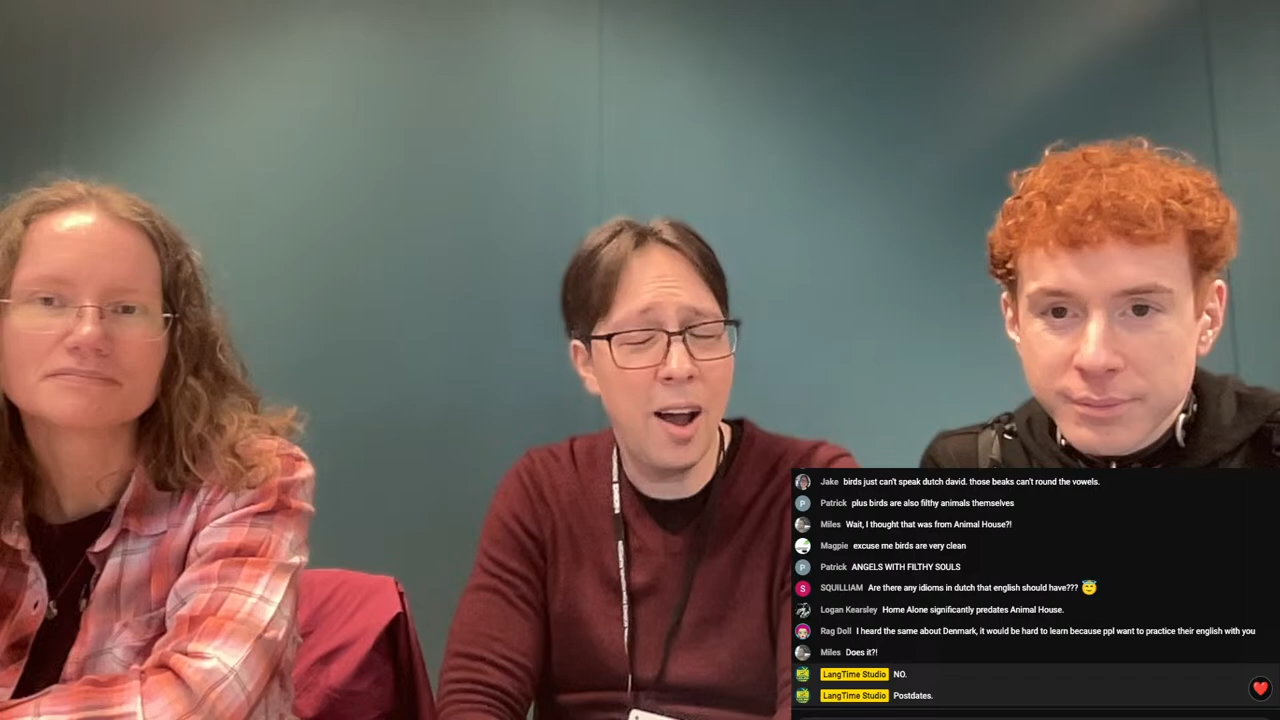 Jake birds just can't speak dutch david. those beaks can't round the vowels.
P Patrick plus birds are also filthy animals themselves
Miles Wait, I thought that was from Animal House?!
Magpie excuse me birds are very clean
P Patrick ANGELS WITH FILTHY SOULS
S SQUILLIAM Are there any idioms in dutch that english should have??? 😇
Logan Kearsley Home Alone significantly predates Animal House.
Rag Doll I heard the same about Denmark, it would be hard to learn because ppl want to practice their english with you
Miles Does it?!
LangTime Studio NO.
LangTime Studio Postdates.